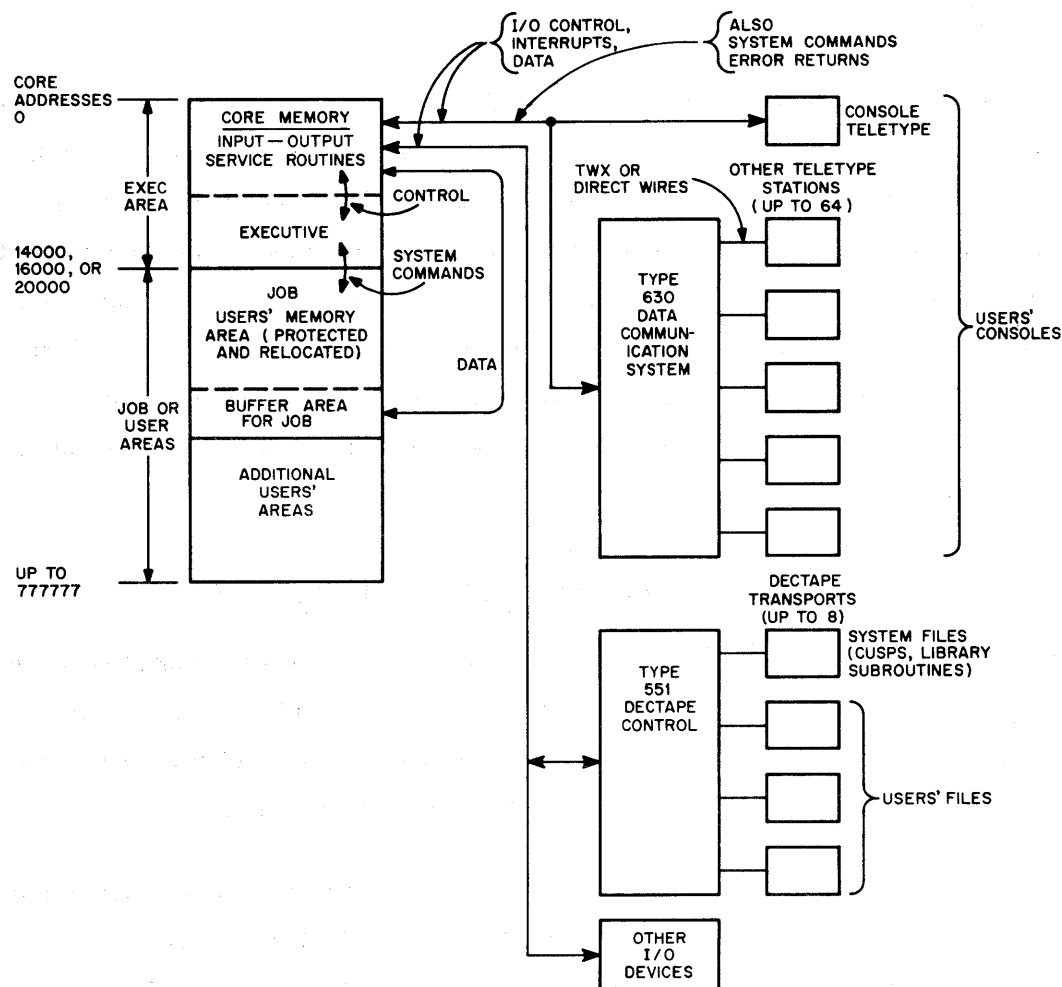 I/O CONTROL,
INTERRUPTS,
DATA
ALSO
SYSTEM COMMANDS
ERROR RETURNS
CORE
ADDRESSES
0
CORE MEMORY
INPUT — OUTPUT
SERVICE ROUTINES
CONTROL
EXEC
AREA
EXECUTIVE
14000,
16000, OR
20000
SYSTEM
COMMANDS
JOB
USERS' MEMORY
AREA ( PROTECTED
AND RELOCATED)
DATA
BUFFER AREA
FOR JOB
JOB OR
USER
AREAS
ADDITIONAL
USERS'
AREAS
UP TO
777777
CONSOLE
TELETYPE
TWX OR
DIRECT WIRES
OTHER TELETYPE
STATIONS
( UP TO 64 )
TYPE
630
DATA
COMMUN-
ICATION
SYSTEM
USERS'
CONSOLES
DECTAPE
TRANSPORTS
(UP TO 8)
SYSTEM FILES
(CUSPS, LIBRARY
SUBROUTINES)
TYPE
551
DECTAPE
CONTROL
USERS' FILES
OTHER
I/O
DEVICES